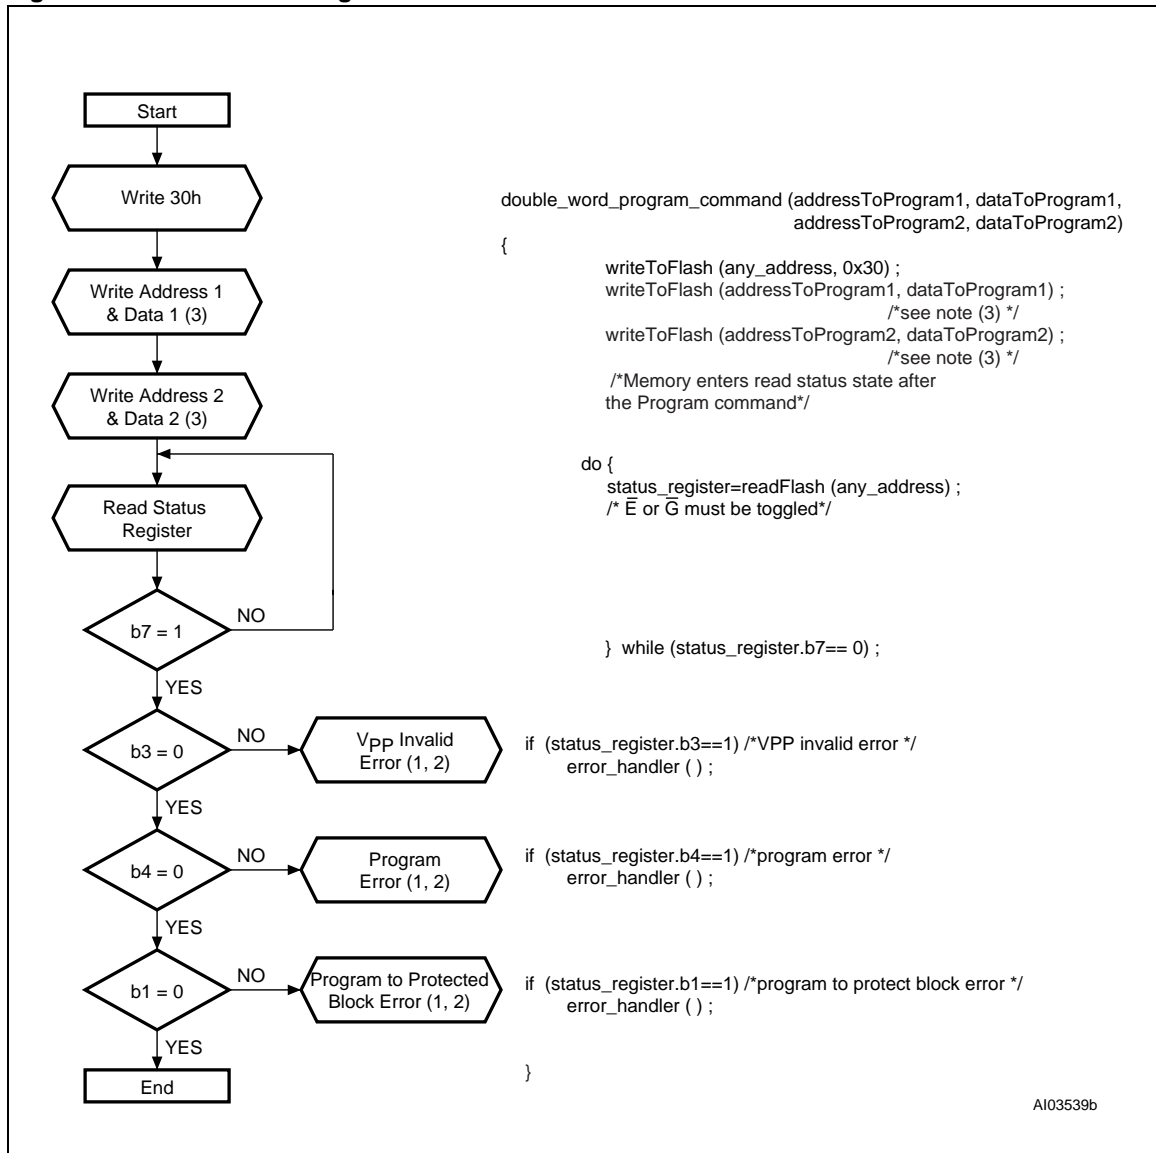 Start
Write 30h
Write Address 1
& Data 1 (3)
Write Address 2
& Data 2 (3)
Read Status
Register
b7 = 1
NO
YES
b3 = 0
NO
VPP Invalid
Error (1, 2)
YES
b4 = 0
NO
Program
Error (1, 2)
YES
b1 = 0
NO
Program to Protected
Block Error (1, 2)
YES
End
double_word_program_command (addressToProgram1, dataToProgram1,
addressToProgram2, dataToProgram2)
{
writeToFlash (any_address, 0x30) ;
writeToFlash (addressToProgram1, dataToProgram1) ;
/*see note (3) */
writeToFlash (addressToProgram2, dataToProgram2) ;
/*see note (3) */
/*Memory enters read status state after
the Program command*/
do {
status_register=readFlash (any_address) ;
/* E̅ or G̅ must be toggled*/
} while (status_register.b7== 0) ;
if (status_register.b3==1) /*VPP invalid error */
error_handler ( ) ;
if (status_register.b4==1) /*program error */
error_handler ( ) ;
if (status_register.b1==1) /*program to protect block error */
error_handler ( ) ;
}
AI03539b